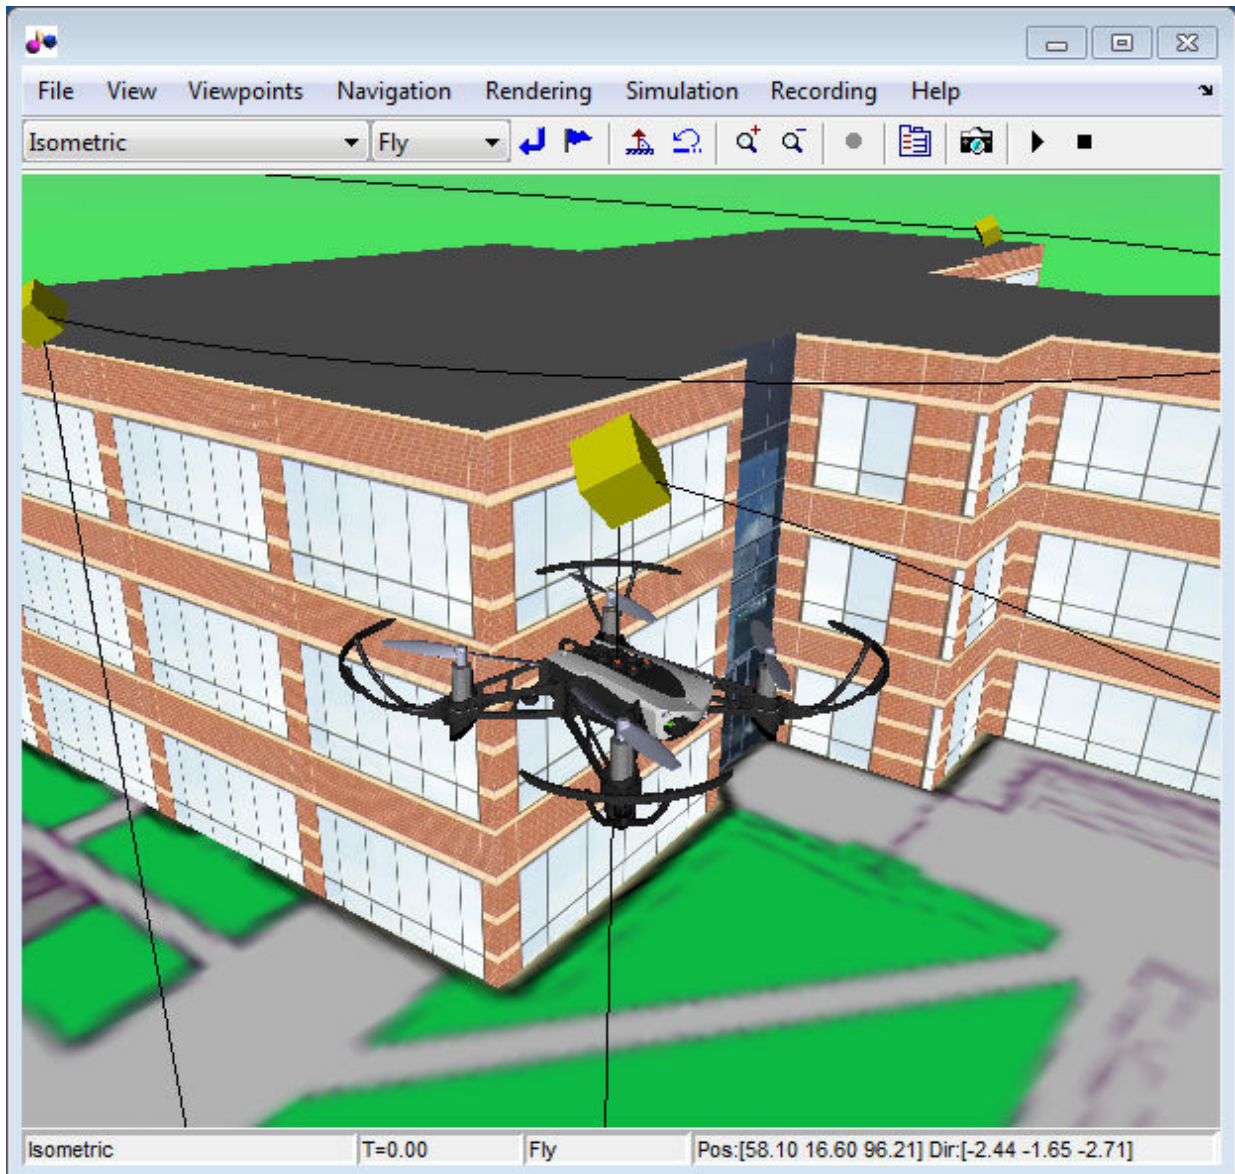 File View Viewpoints Navigation Rendering Simulation Recording Help
Isometric Fly
Isometric T=0.00 Fly Pos:[58.10 16.60 96.21] Dir:[-2.44 -1.65 -2.71]